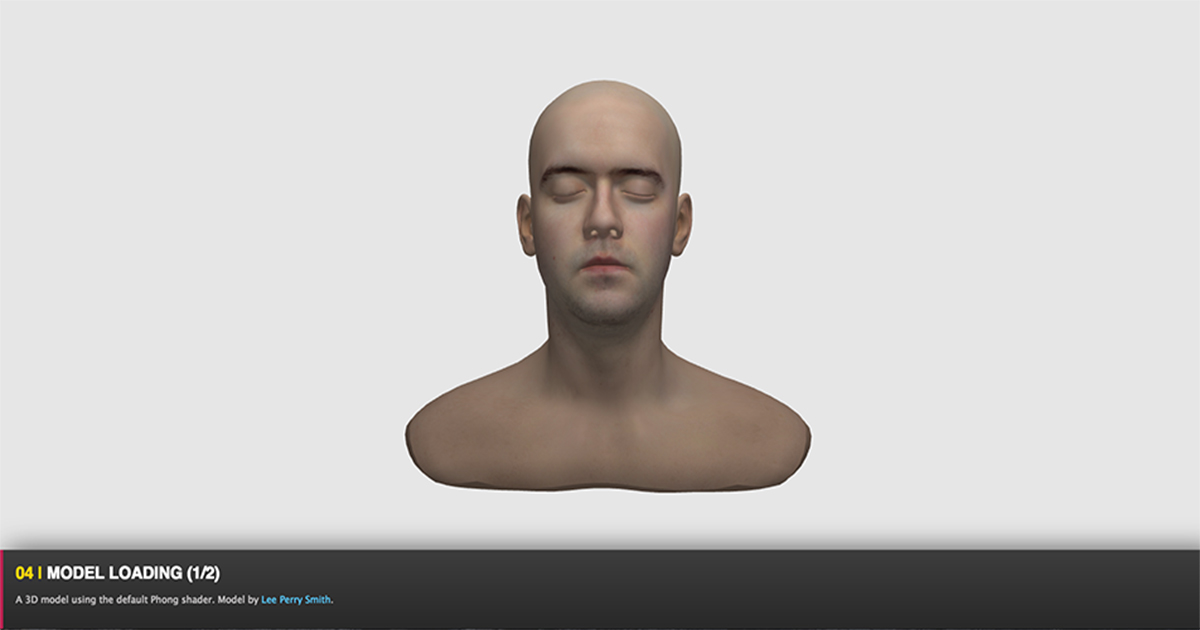 04 | MODEL LOADING (1/2)
A 3D model using the default Phong shader. Model by Lee Perry Smith.